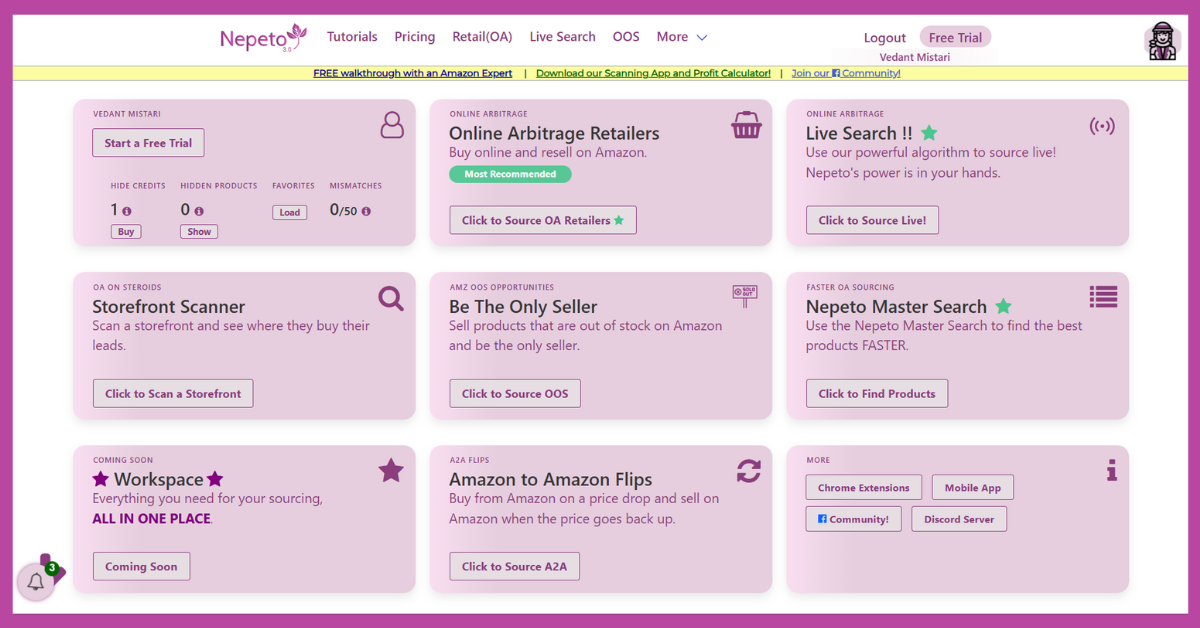 Nepeto
3.0
Tutorials Pricing Retail(OA) Live Search OOS More
Logout Free Trial
Vedant Mistari
FREE walkthrough with an Amazon Expert | Download our Scanning App and Profit Calculator! | Join our Community!
VEDANT MISTARI
Start a Free Trial
HIDE CREDITS HIDDEN PRODUCTS FAVORITES MISMATCHES
1 0 Load 0/50
Buy Show
ONLINE ARBITRAGE
Online Arbitrage Retailers
Buy online and resell on Amazon.
Most Recommended
Click to Source OA Retailers
ONLINE ARBITRAGE
Live Search !!
Use our powerful algorithm to source live!
Nepeto's power is in your hands.
Click to Source Live!
OA ON STEROIDS
Storefront Scanner
Scan a storefront and see where they buy their
leads.
Click to Scan a Storefront
AMZ OOS OPPORTUNITIES
Be The Only Seller
Sell products that are out of stock on Amazon
and be the only seller.
Click to Source OOS
SOLD
OUT
FASTER OA SOURCING
Nepeto Master Search
Use the Nepeto Master Search to find the best
products FASTER.
Click to Find Products
COMING SOON
Workspace
Everything you need for your sourcing,
ALL IN ONE PLACE.
Coming Soon
A2A FLIPS
Amazon to Amazon Flips
Buy from Amazon on a price drop and sell on
Amazon when the price goes back up.
Click to Source A2A
MORE
Chrome Extensions Mobile App
Community! Discord Server
3